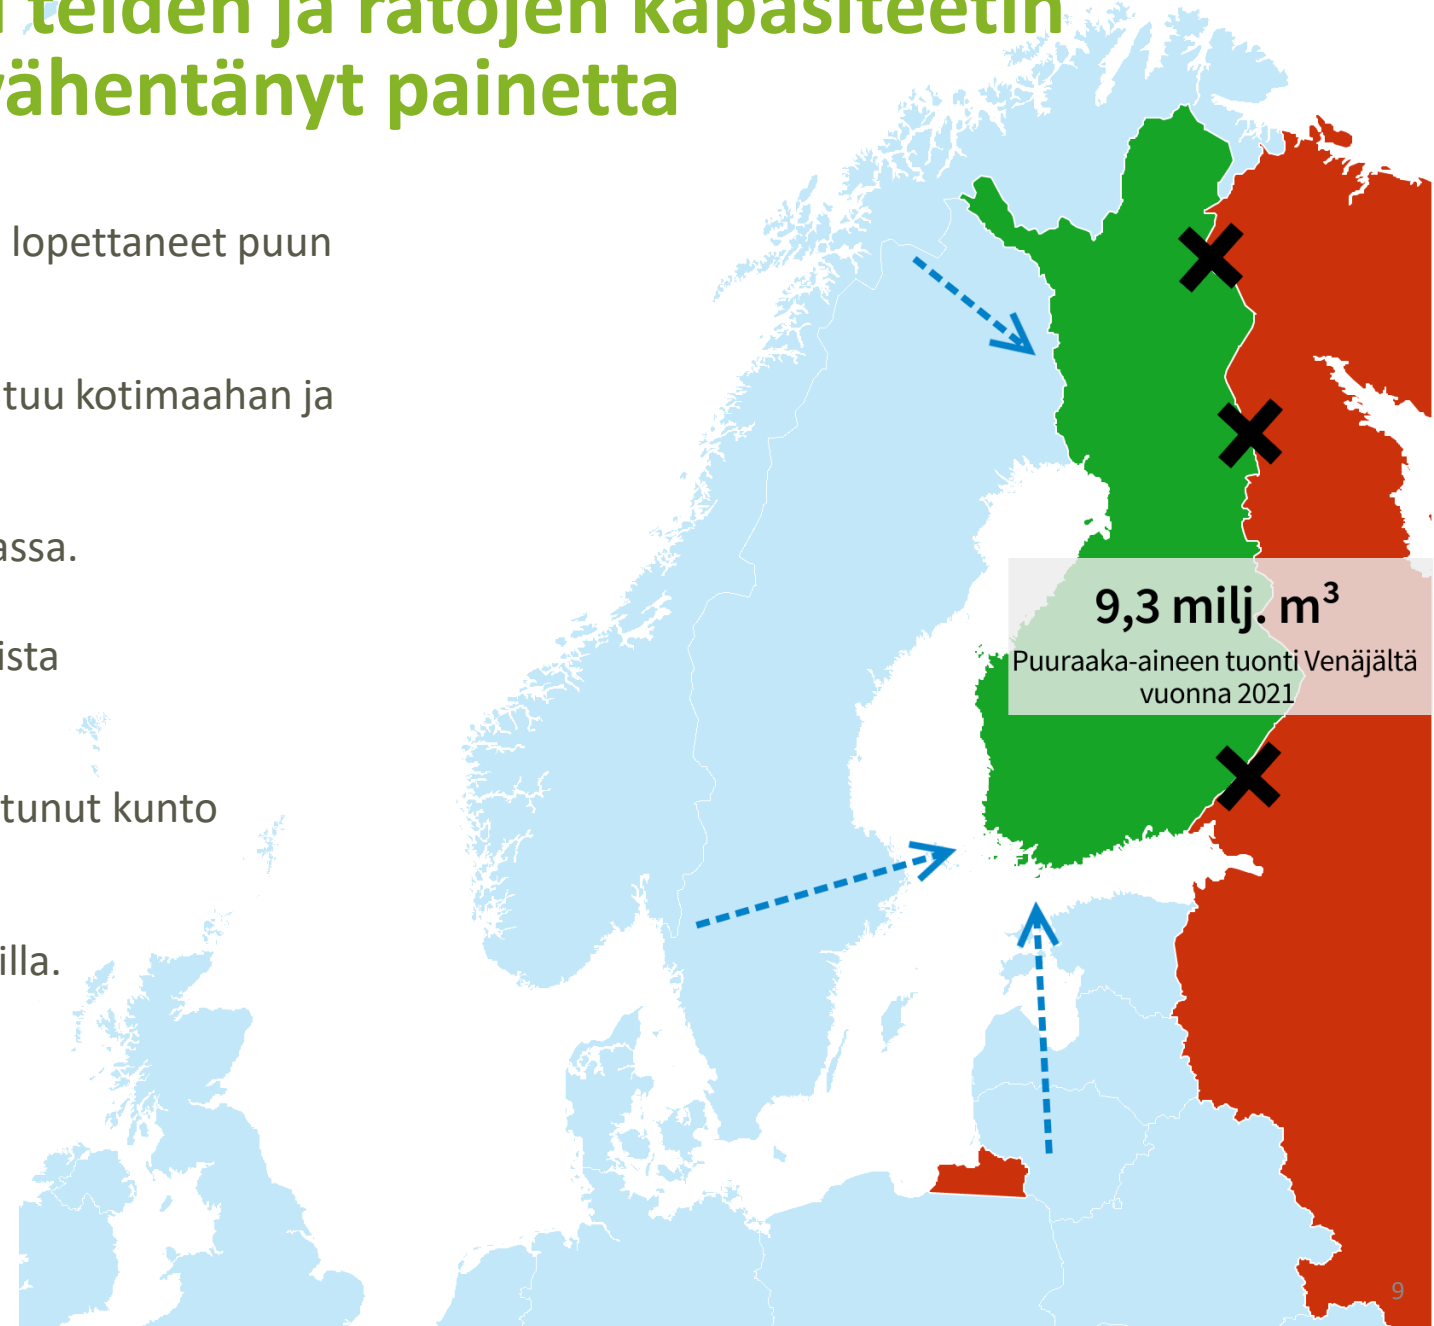 teiden ja ratojen kapasiteetin
vähentänyt painetta
lopettaneet puun
tuu kotimaahan ja
assa.
ista
tunut kunto
illa.
9,3 milj. m³
Puuraaka-aineen tuonti Venäjältä
vuonna 2021
9